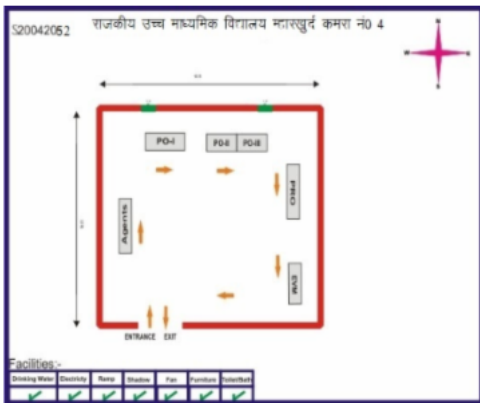 S20042052 राजकीय उच्च माध्यमिक विद्यालय म्हारखुर्द कमरा नं0 4
N
S
PO-I PO-II PO-III
PRO
Agents
EVM
ENTRANCE EXIT
Facilities:-
Drinking Water Electricity Ramp Shadow Fan Furniture Toilet/Bath